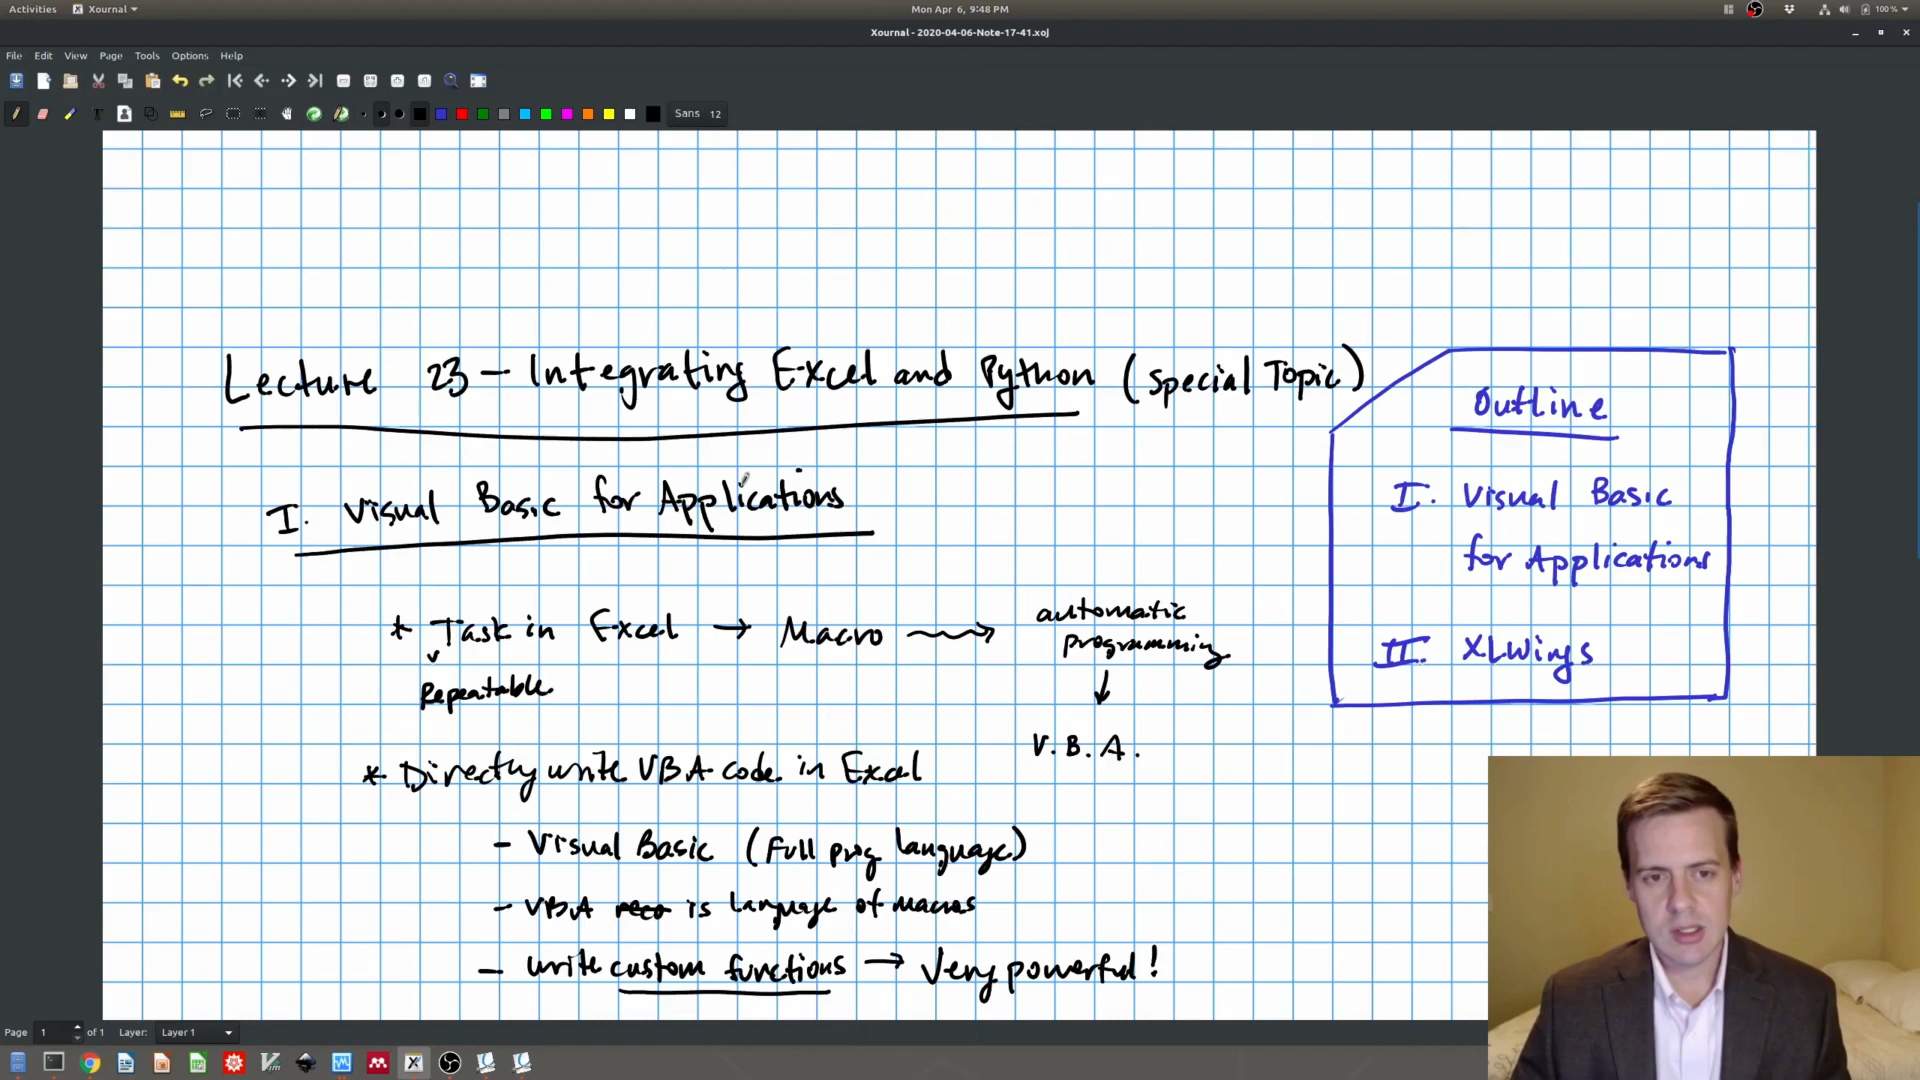 Activities Xournal Mon Apr 6, 9:48 PM 100 %
Xournal - 2020-04-06-Note-17-41.xoj
File Edit View Page Tools Options Help
Sans 12
Lecture 23 - Integrating Excel and Python (Special Topic)
I. Visual Basic for Applications
* Task in Excel → Macro → automatic programming
Repeatable
↓
V.B.A.
* Directly write VBA code in Excel
- Visual Basic (Full prog language)
- VBA reco is language of macros
- write custom functions → Very powerful!
Outline
I. Visual Basic
for Applications
II. XLWings
Page 1 of 1 Layer: Layer 1